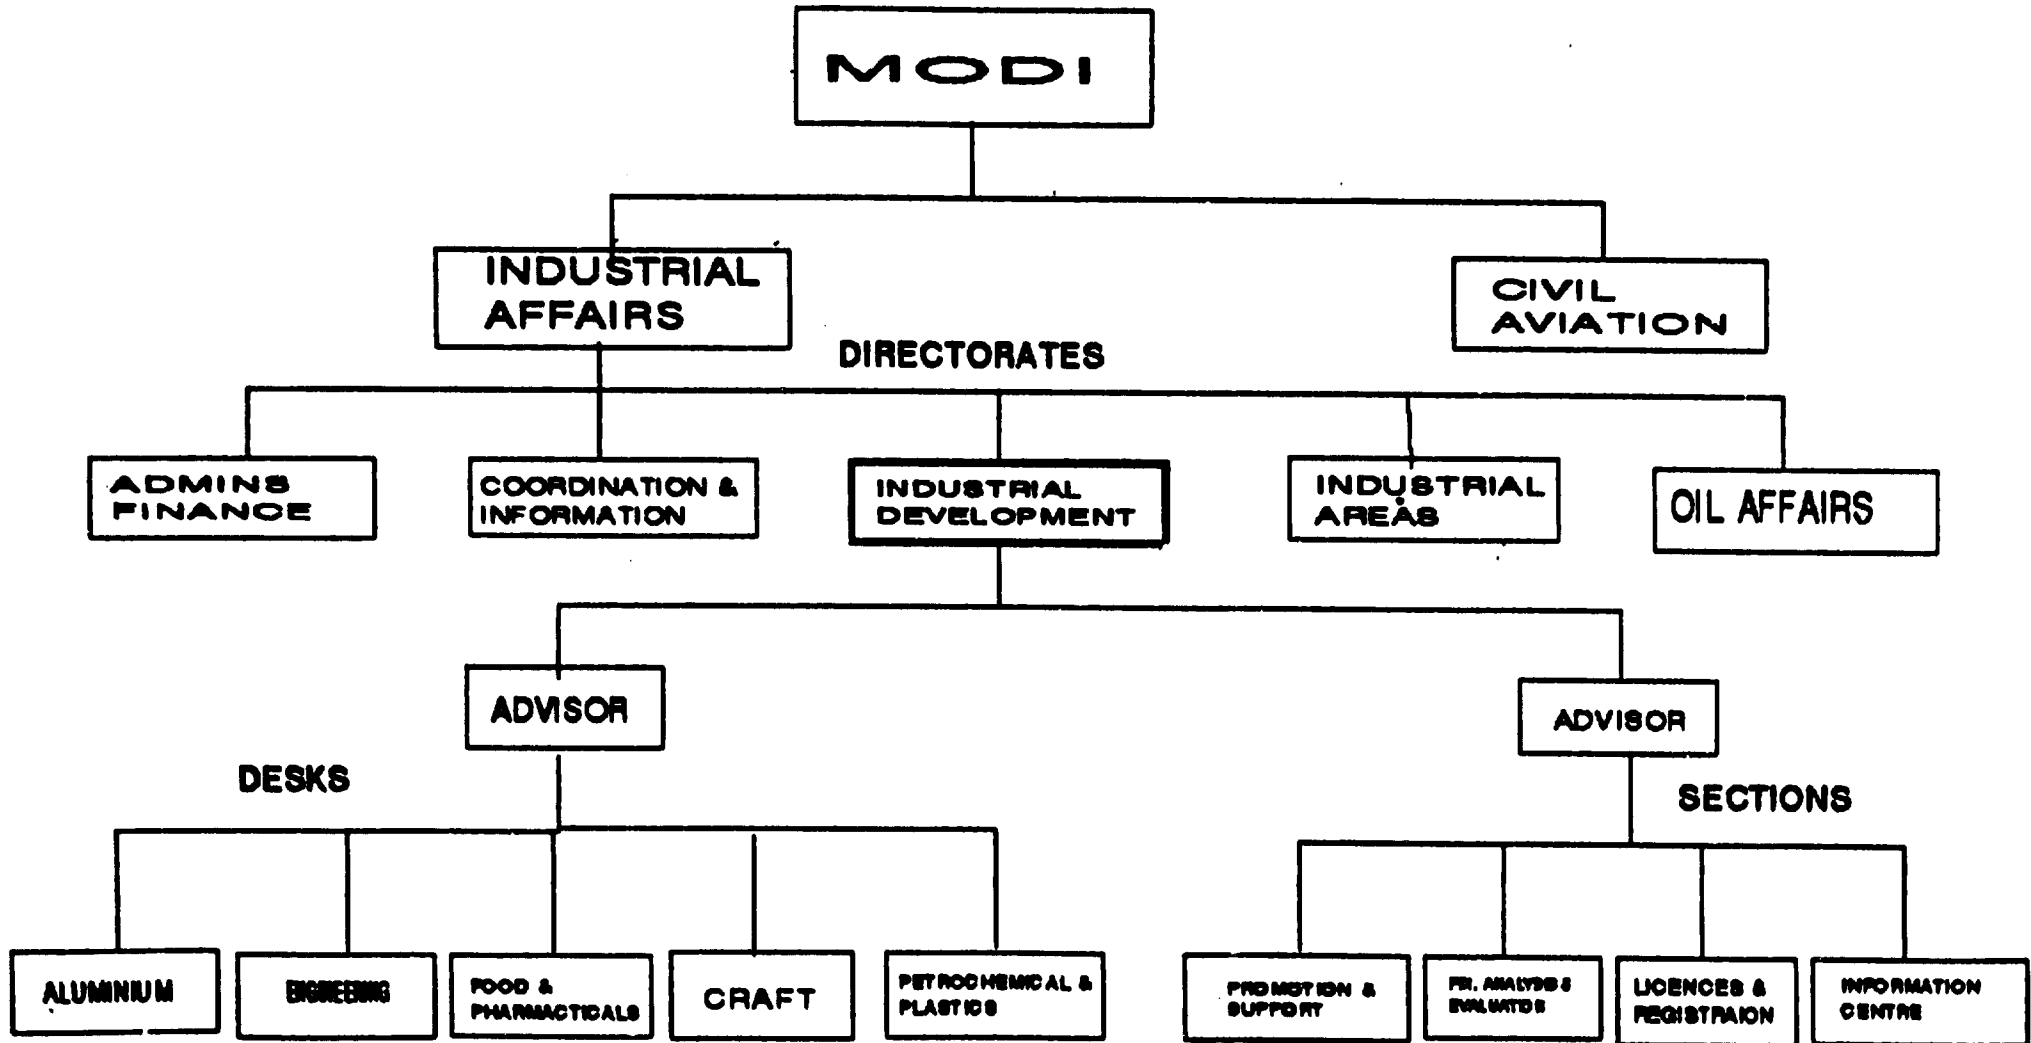 MODI
INDUSTRIAL
AFFAIRS
CIVIL
AVIATION
DIRECTORATES
ADMINS
FINANCE
COORDINATION &
INFORMATION
INDUSTRIAL
DEVELOPMENT
INDUSTRIAL
AREAS
OIL AFFAIRS
ADVISOR
ADVISOR
DESKS
SECTIONS
ALUMINIUM
FOOD &
PHARMACTICALS
CRAFT
PETROCHEMICAL &
PLASTICS
PROMOTION &
SUPPORT
ANALYSIS &
LICENCES &
REGISTRAION
INFORMATION
CENTRE